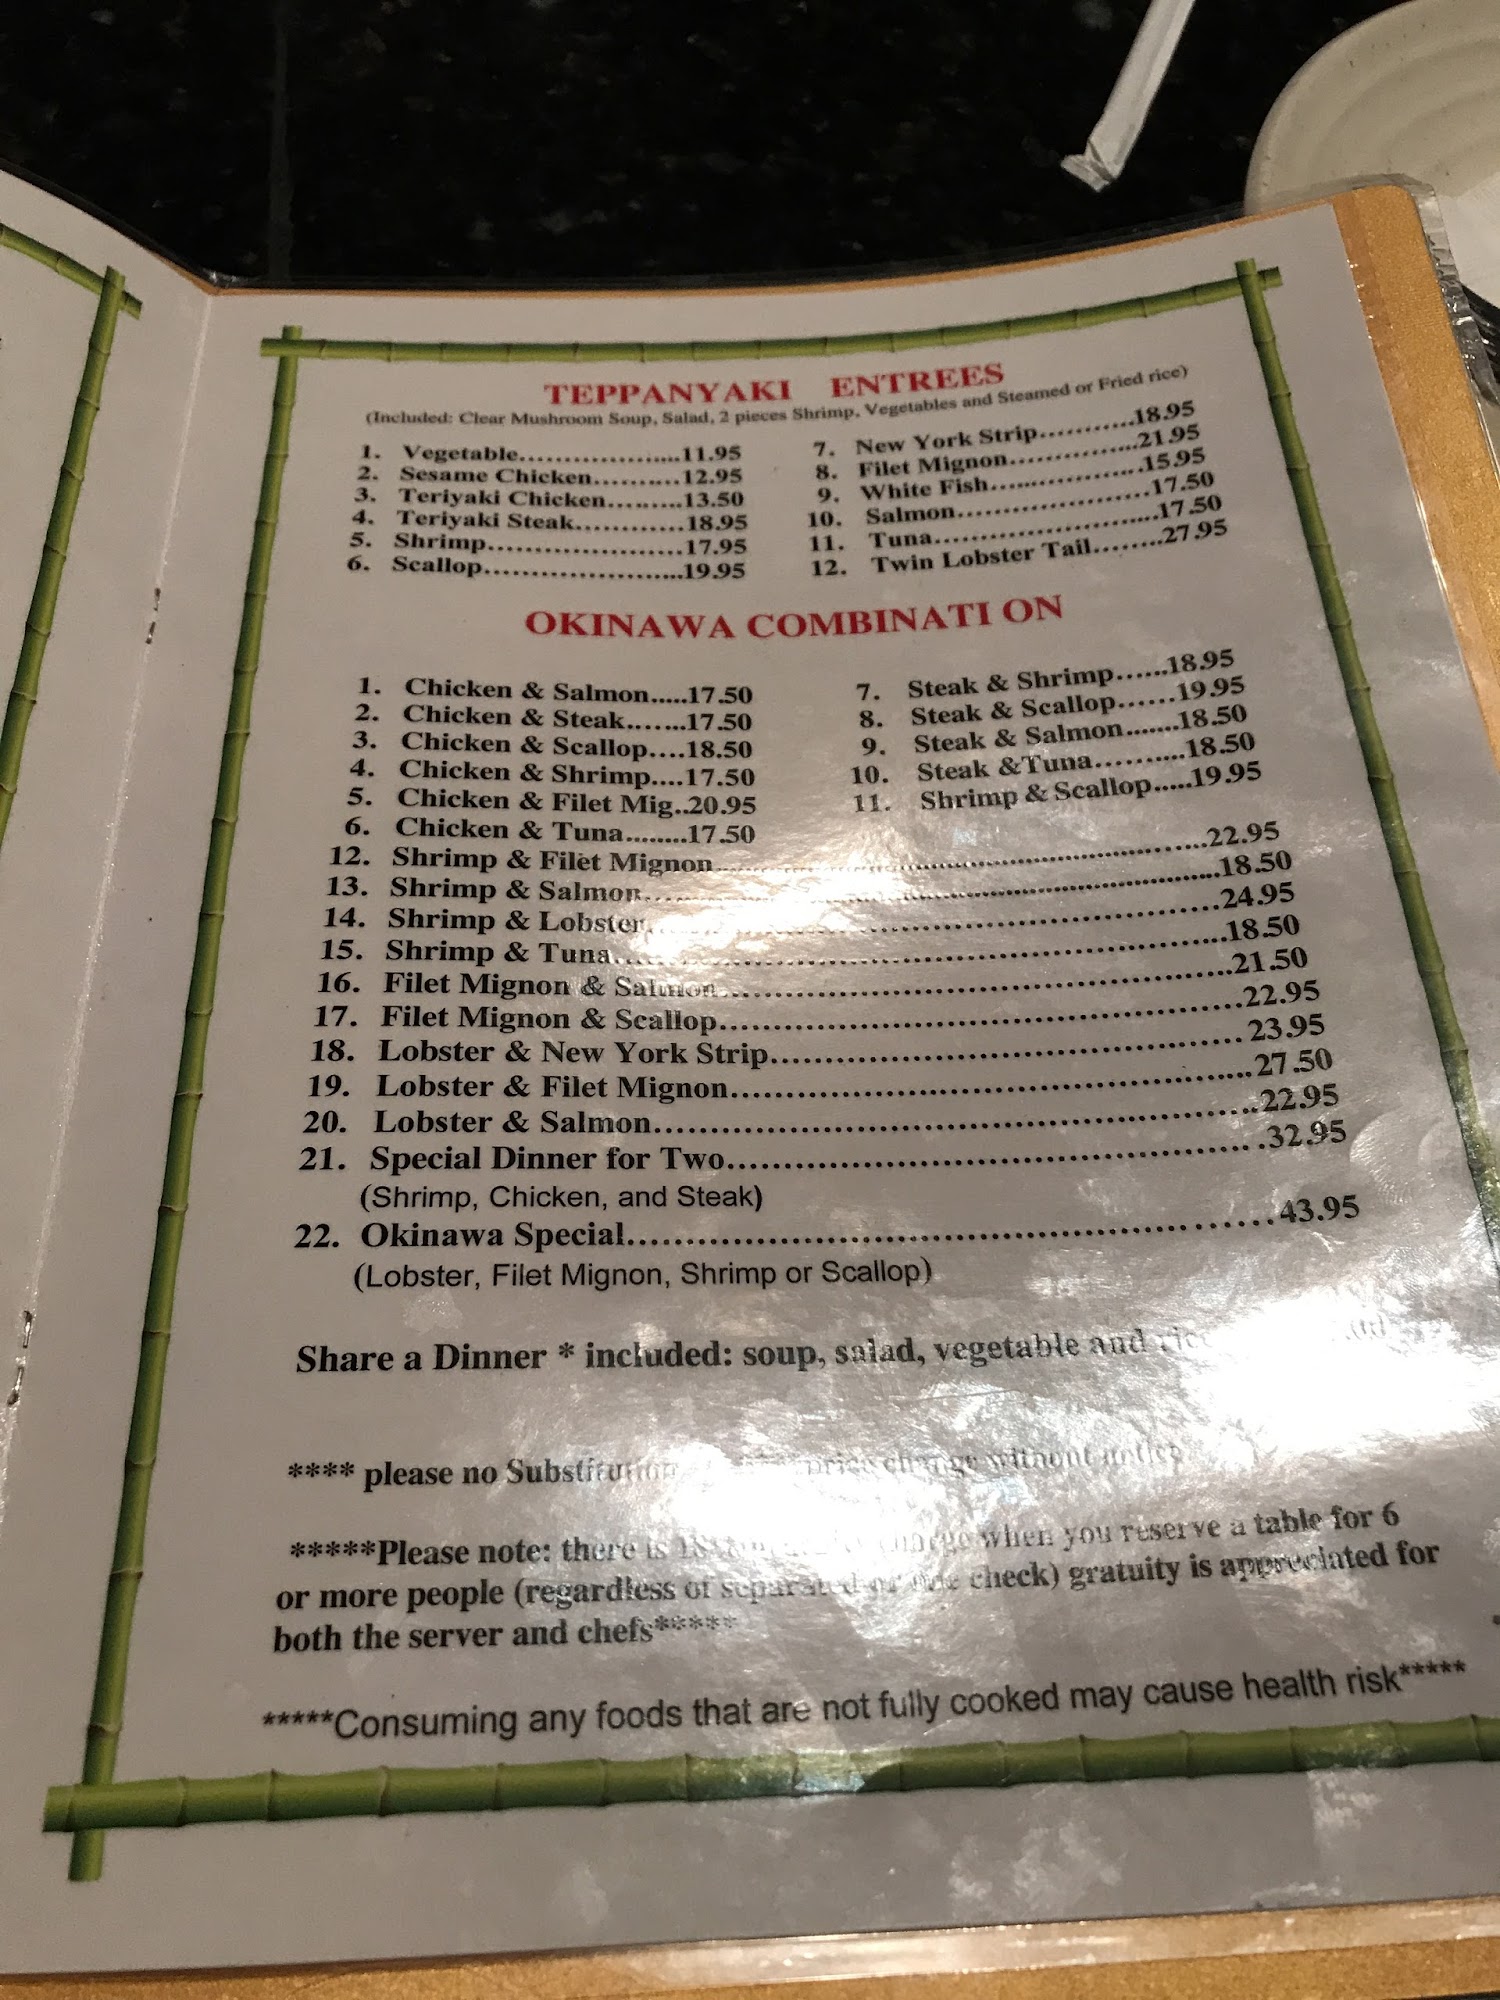 TEPPANYAKI ENTREES
(Included: Clear Mushroom Soup, Salad, 2 pieces Shrimp, Vegetables and Steamed or Fried rice)
1. Vegetable....................11.95
2. Sesame Chicken..........12.95
3. Teriyaki Chicken.........13.50
4. Teriyaki Steak............18.95
5. Shrimp.......................17.95
6. Scallop.......................19.95
7. New York Strip...........18.95
8. Filet Mignon...............21.95
9. White Fish..................15.95
10. Salmon......................17.50
11. Tuna..........................17.50
12. Twin Lobster Tail........27.95
OKINAWA COMBINATI ON
1. Chicken & Salmon.....17.50
2. Chicken & Steak.......17.50
3. Chicken & Scallop....18.50
4. Chicken & Shrimp....17.50
5. Chicken & Filet Mig..20.95
6. Chicken & Tuna........17.50
7. Steak & Shrimp......18.95
8. Steak & Scallop......19.95
9. Steak & Salmon.......18.50
10. Steak &Tuna..........18.50
11. Shrimp & Scallop.....19.95
12. Shrimp & Filet Mignon............................................................22.95
13. Shrimp & Salmon....................................................................18.50
14. Shrimp & Lobster...................................................................24.95
15. Shrimp & Tuna.......................................................................18.50
16. Filet Mignon & Salmon...........................................................21.50
17. Filet Mignon & Scallop...........................................................22.95
18. Lobster & New York Strip......................................................23.95
19. Lobster & Filet Mignon..........................................................27.50
20. Lobster & Salmon..................................................................22.95
21. Special Dinner for Two..........................................................32.95
(Shrimp, Chicken, and Steak)
22. Okinawa Special....................................................................43.95
(Lobster, Filet Mignon, Shrimp or Scallop)
Share a Dinner * included: soup, salad, vegetable and rice
**** please no Substitution price change without notice
*****Please note: there is charge when you reserve a table for 6
or more people (regardless of separated or one check) gratuity is appreciated for
both the server and chefs*****
*****Consuming any foods that are not fully cooked may cause health risk*****